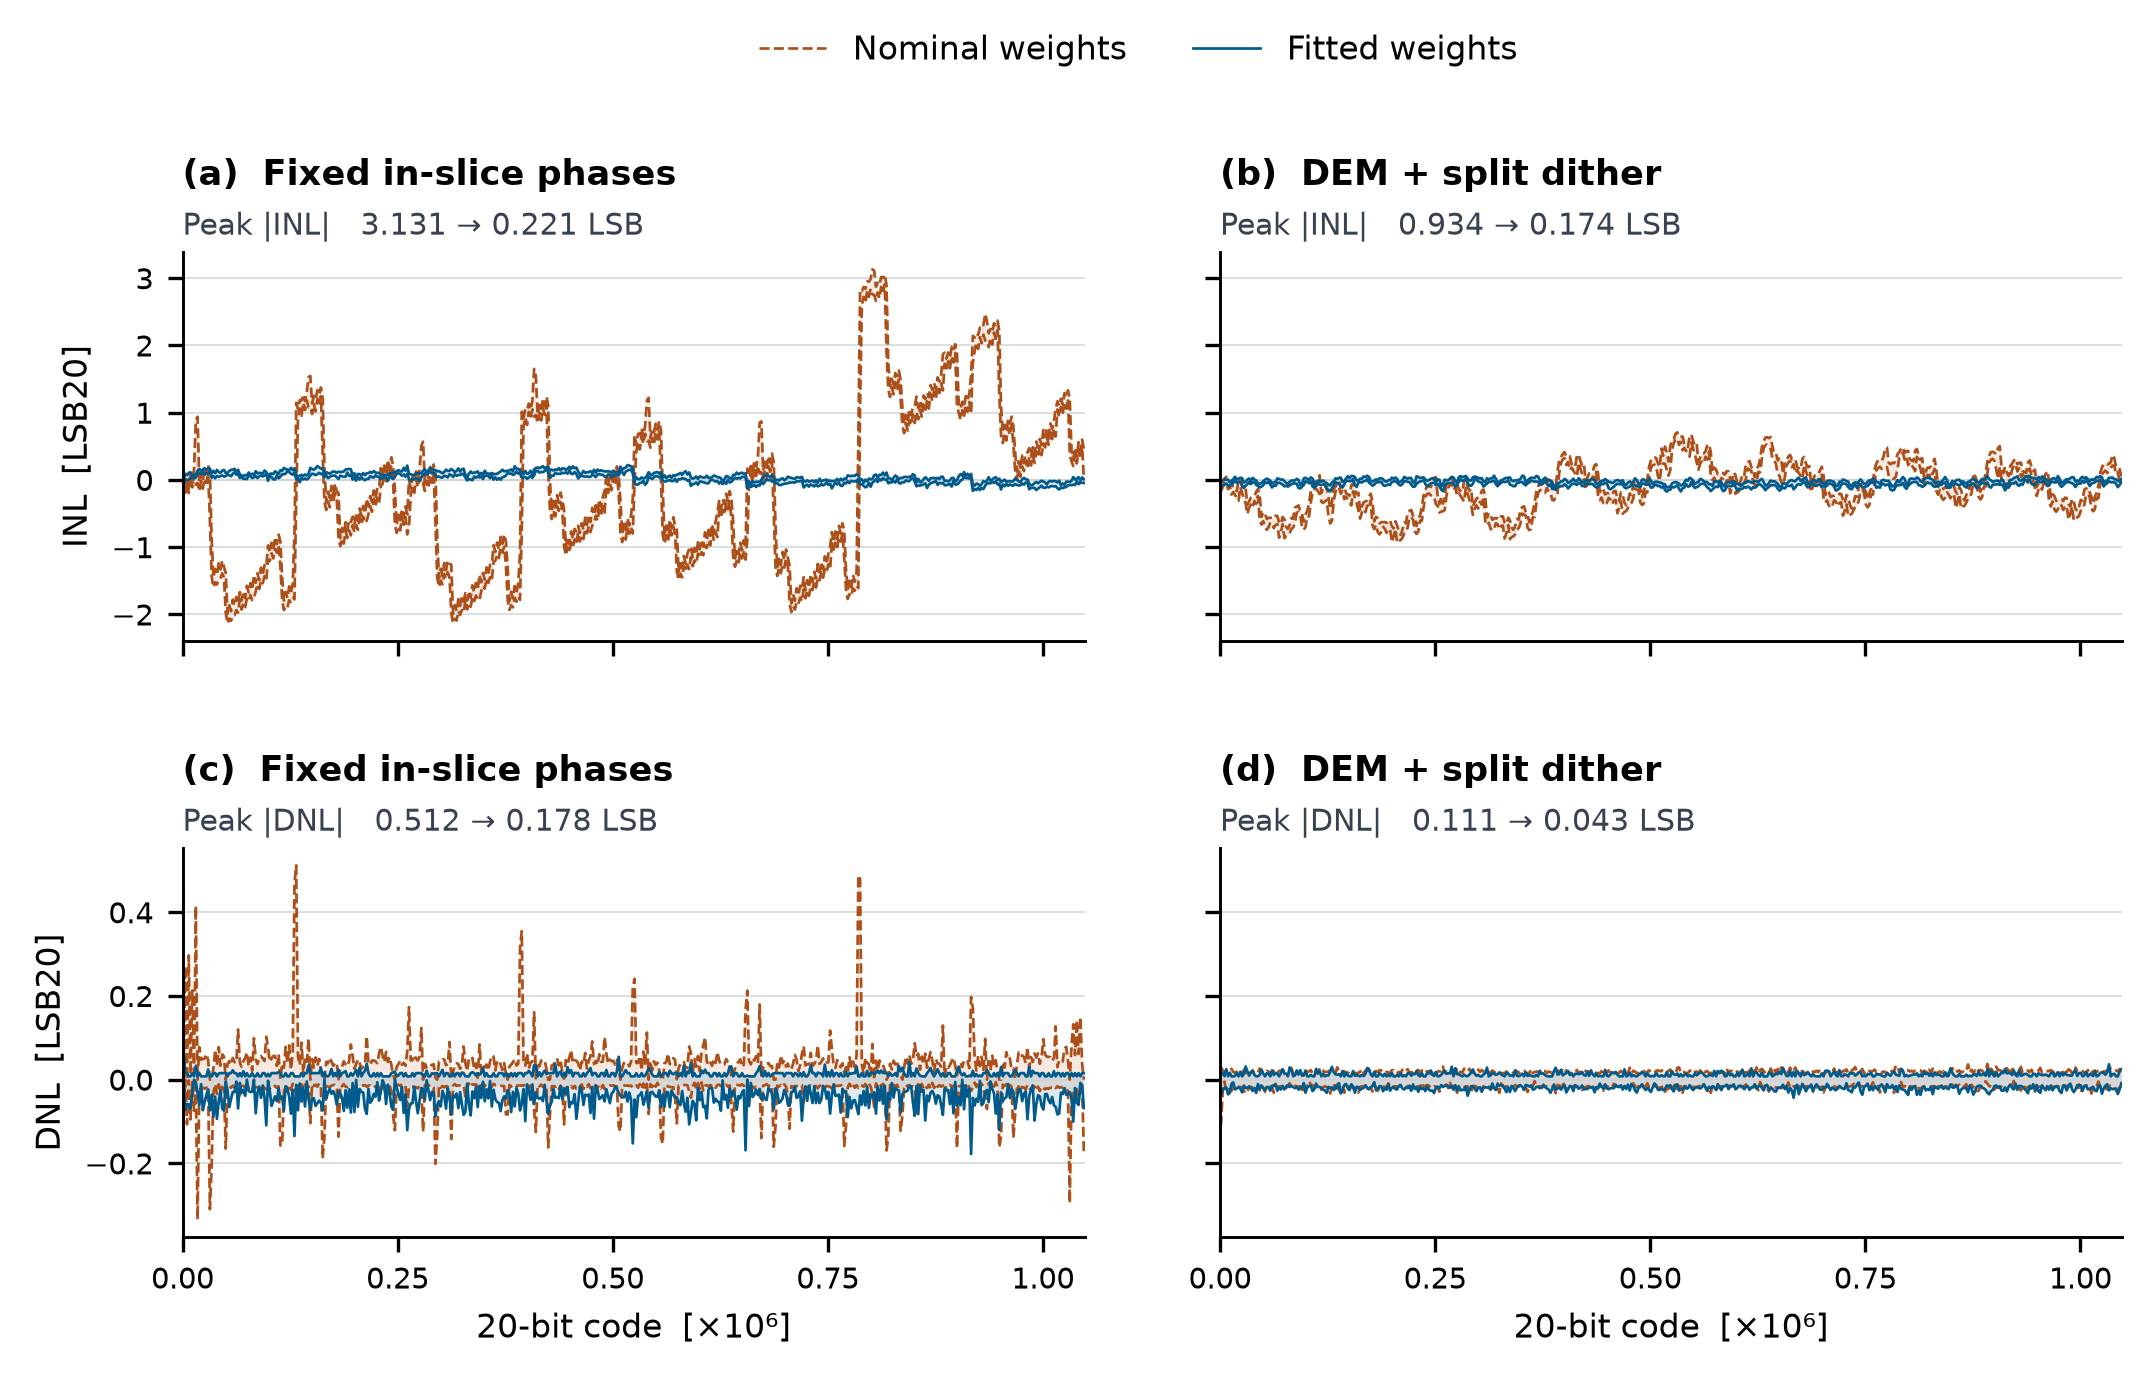 Nominal weights Fitted weights
(a) Fixed in-slice phases
Peak |INL| 3.131 → 0.221 LSB
(b) DEM + split dither
Peak |INL| 0.934 → 0.174 LSB
INL [LSB20]
3
2
1
0
−1
−2
(c) Fixed in-slice phases
Peak |DNL| 0.512 → 0.178 LSB
(d) DEM + split dither
Peak |DNL| 0.111 → 0.043 LSB
DNL [LSB20]
0.4
0.2
0.0
−0.2
0.00 0.25 0.50 0.75 1.00
20-bit code [×10⁶]
0.00 0.25 0.50 0.75 1.00
20-bit code [×10⁶]